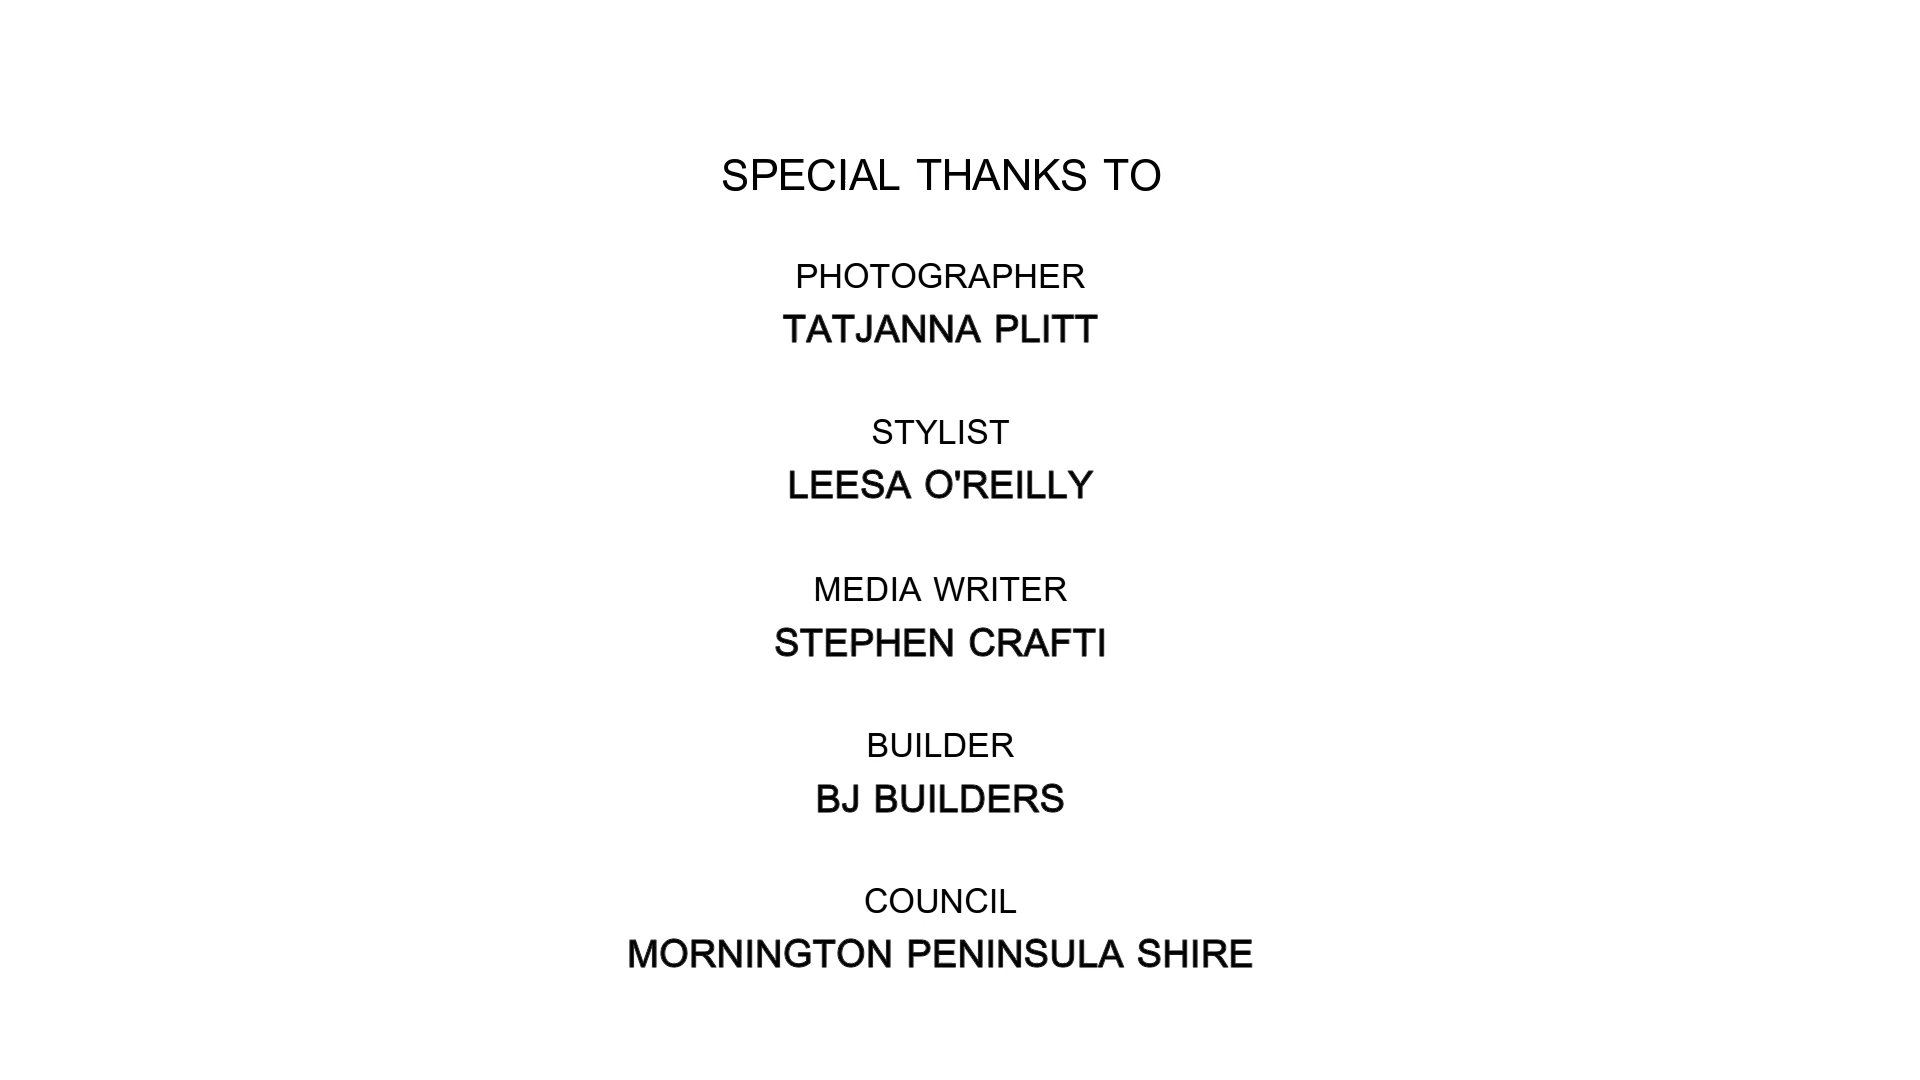 SPECIAL THANKS TO
PHOTOGRAPHER
TATJANNA PLITT
STYLIST
LEESA O'REILLY
MEDIA WRITER
STEPHEN CRAFTI
BUILDER
BJ BUILDERS
COUNCIL
MORNINGTON PENINSULA SHIRE